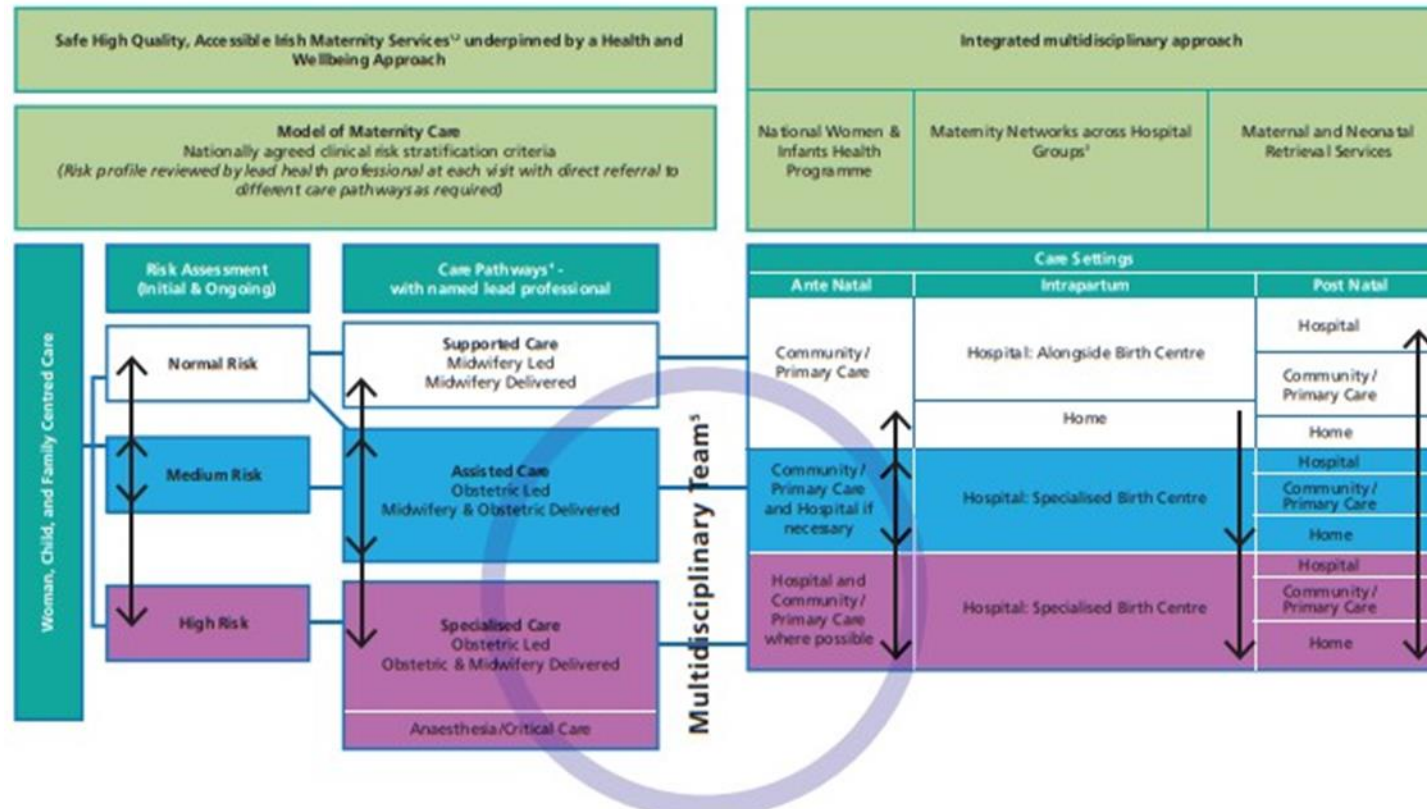 Safe High Quality, Accessible Irish Maternity Services¹,² underpinned by a Health and
Wellbeing Approach
Integrated multidisciplinary approach
Model of Maternity Care
Nationally agreed clinical risk stratification criteria
(Risk profile reviewed by lead health professional at each visit with direct referral to
different care pathways as required)
National Women &
Infants Health
Programme
Maternity Networks across Hospital
Groups³
Maternal and Neonatal
Retrieval Services
Woman, Child, and Family Centred Care
Risk Assessment
(Initial & Ongoing)
Normal Risk
Medium Risk
High Risk
Care Pathways⁴ -
with named lead professional
Supported Care
Midwifery Led
Midwifery Delivered
Assisted Care
Obstetric Led
Midwifery & Obstetric Delivered
Specialised Care
Obstetric Led
Obstetric & Midwifery Delivered
Anaesthesia/Critical Care
Multidisciplinary Team⁵
Care Settings
Ante Natal
Intrapartum
Post Natal
Community/
Primary Care
Hospital: Alongside Birth Centre
Home
Hospital
Community/
Primary Care
Home
Community/
Primary Care
and Hospital if
necessary
Hospital: Specialised Birth Centre
Hospital
Community/
Primary Care
Home
Hospital and
Community/
Primary Care
where possible
Hospital: Specialised Birth Centre
Hospital
Community/
Primary Care
Home